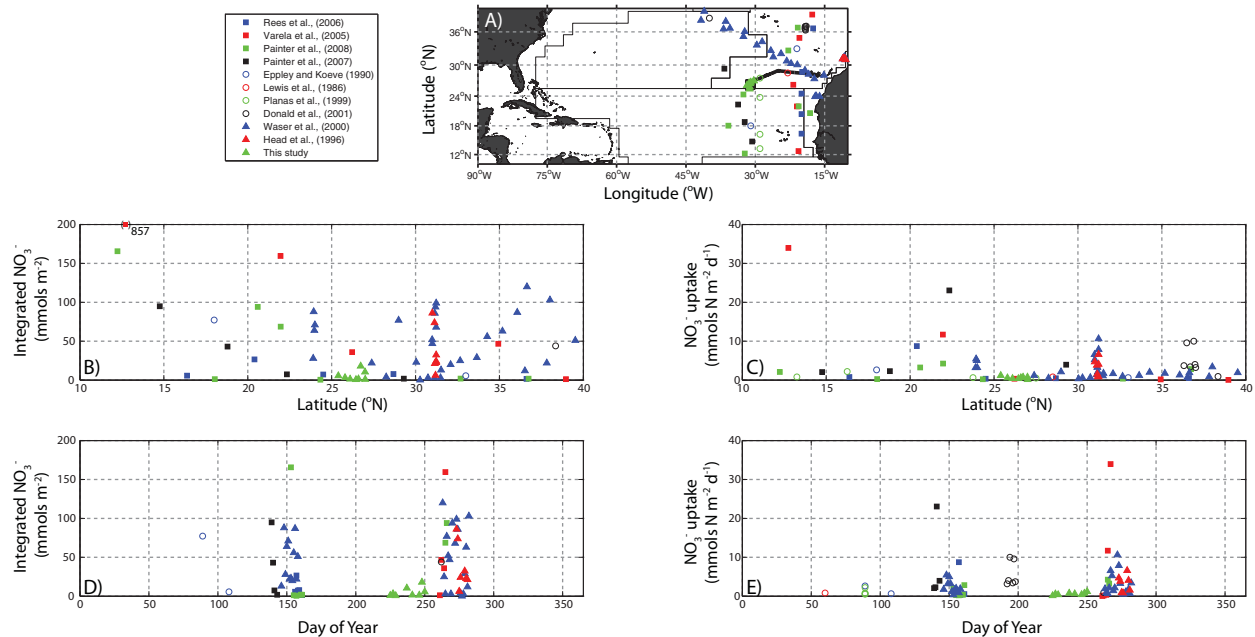 Rees et al., (2006)
Varela et al., (2005)
Painter et al., (2008)
Painter et al., (2007)
Eppley and Koeve (1990)
Lewis et al., (1986)
Planas et al., (1999)
Donald et al., (2001)
Waser et al., (2000)
Head et al., (1996)
This study
A)
Latitude (°N)
36°N
30°N
24°N
18°N
12°N
90°W 75°W 60°W 45°W 30°W 15°W
Longitude (°W)
Integrated NO₃⁻
(mmols m⁻²)
200
150
100
50
0
857
B)
10 15 20 25 30 35 40
Latitude (°N)
NO₃⁻ uptake
(mmols N m⁻² d⁻¹)
40
30
20
10
0
C)
10 15 20 25 30 35 40
Latitude (°N)
Integrated NO₃⁻
(mmols m⁻²)
200
150
100
50
0
D)
0 50 100 150 200 250 300 350
Day of Year
NO₃⁻ uptake
(mmols N m⁻² d⁻¹)
40
30
20
10
0
E)
0 50 100 150 200 250 300 350
Day of Year